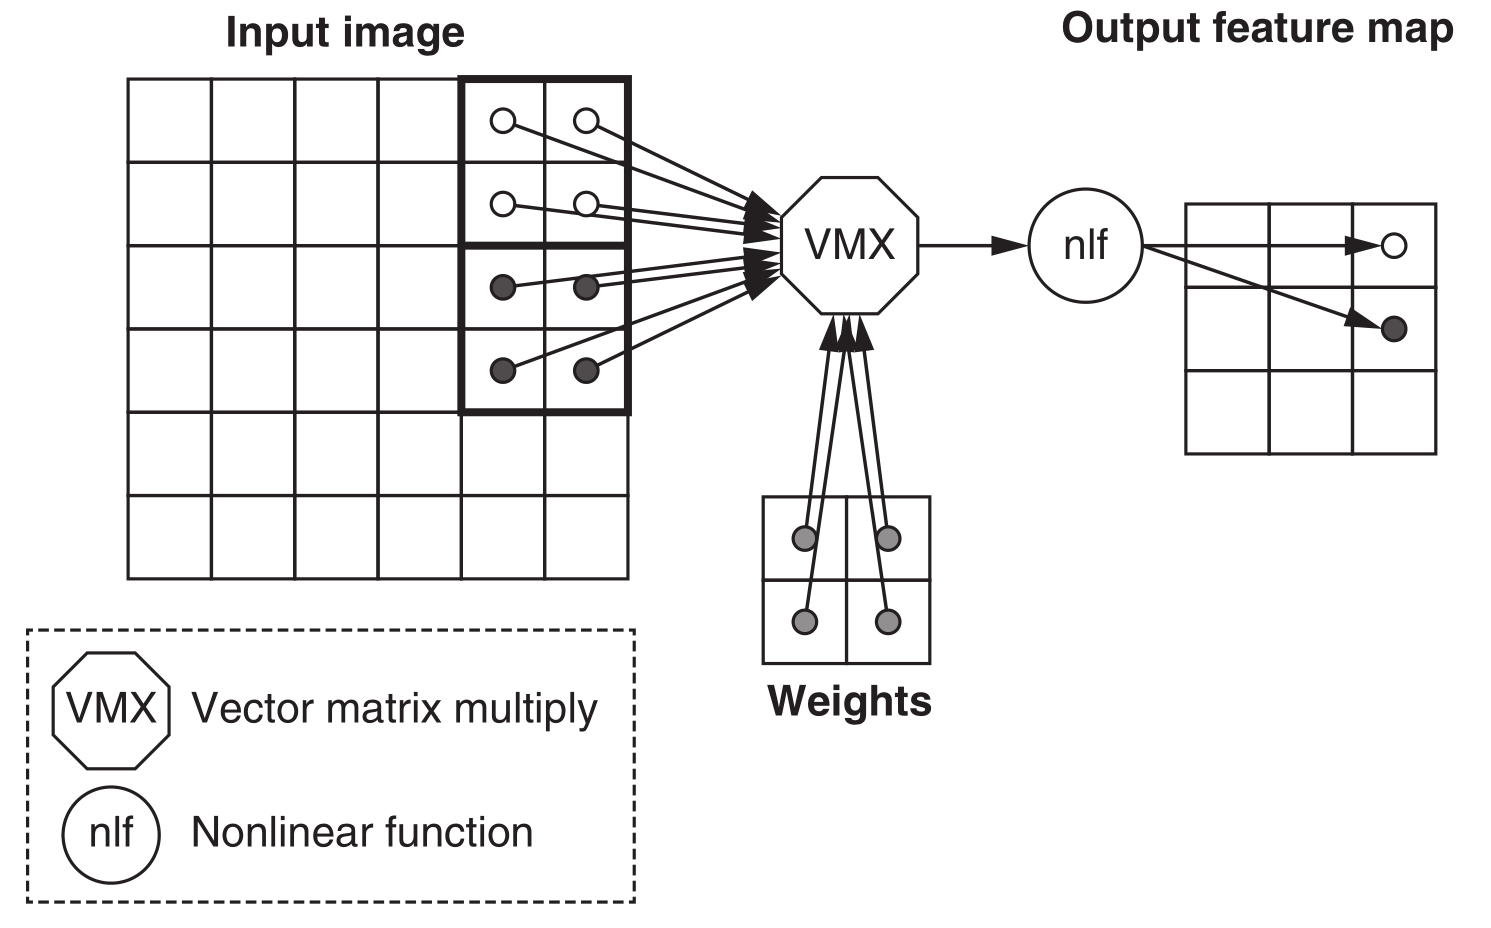 Input image
Output feature map
VMX
nlf
Weights
VMX Vector matrix multiply
nlf Nonlinear function